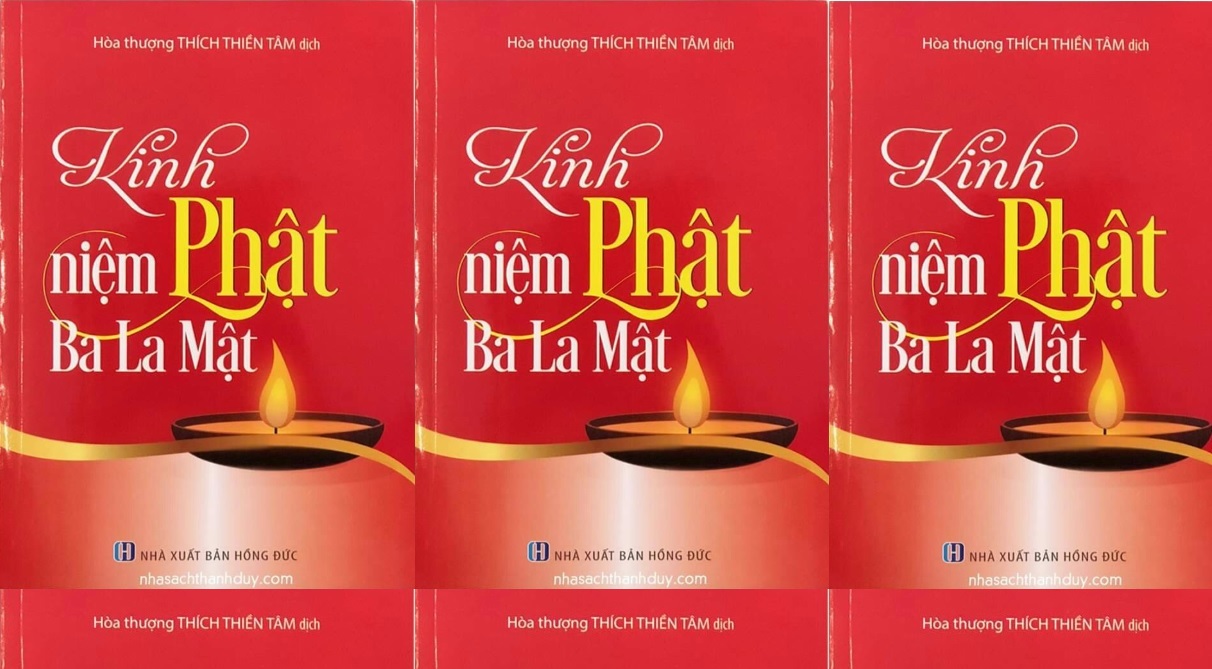 Hòa thượng THÍCH THIỀN TÂM dịch
Kinh
niệm Phật
Ba La Mật
H NHÀ XUẤT BẢN HỒNG ĐỨC
nhasachthanhduy.com
Hòa thượng THÍCH THIỀN TÂM dịch
Kinh
niệm Phật
Ba La Mật
H NHÀ XUẤT BẢN HỒNG ĐỨC
nhasachthanhduy.com
Hòa thượng THÍCH THIỀN TÂM dịch
Kinh
niệm Phật
Ba La Mật
H NHÀ XUẤT BẢN HỒNG ĐỨC
nhasachthanhduy.com
Hòa thượng THÍCH THIỀN TÂM dịch
Hòa thượng THÍCH THIỀN TÂM dịch
Hòa thượng THÍCH THIỀN TÂM dịch